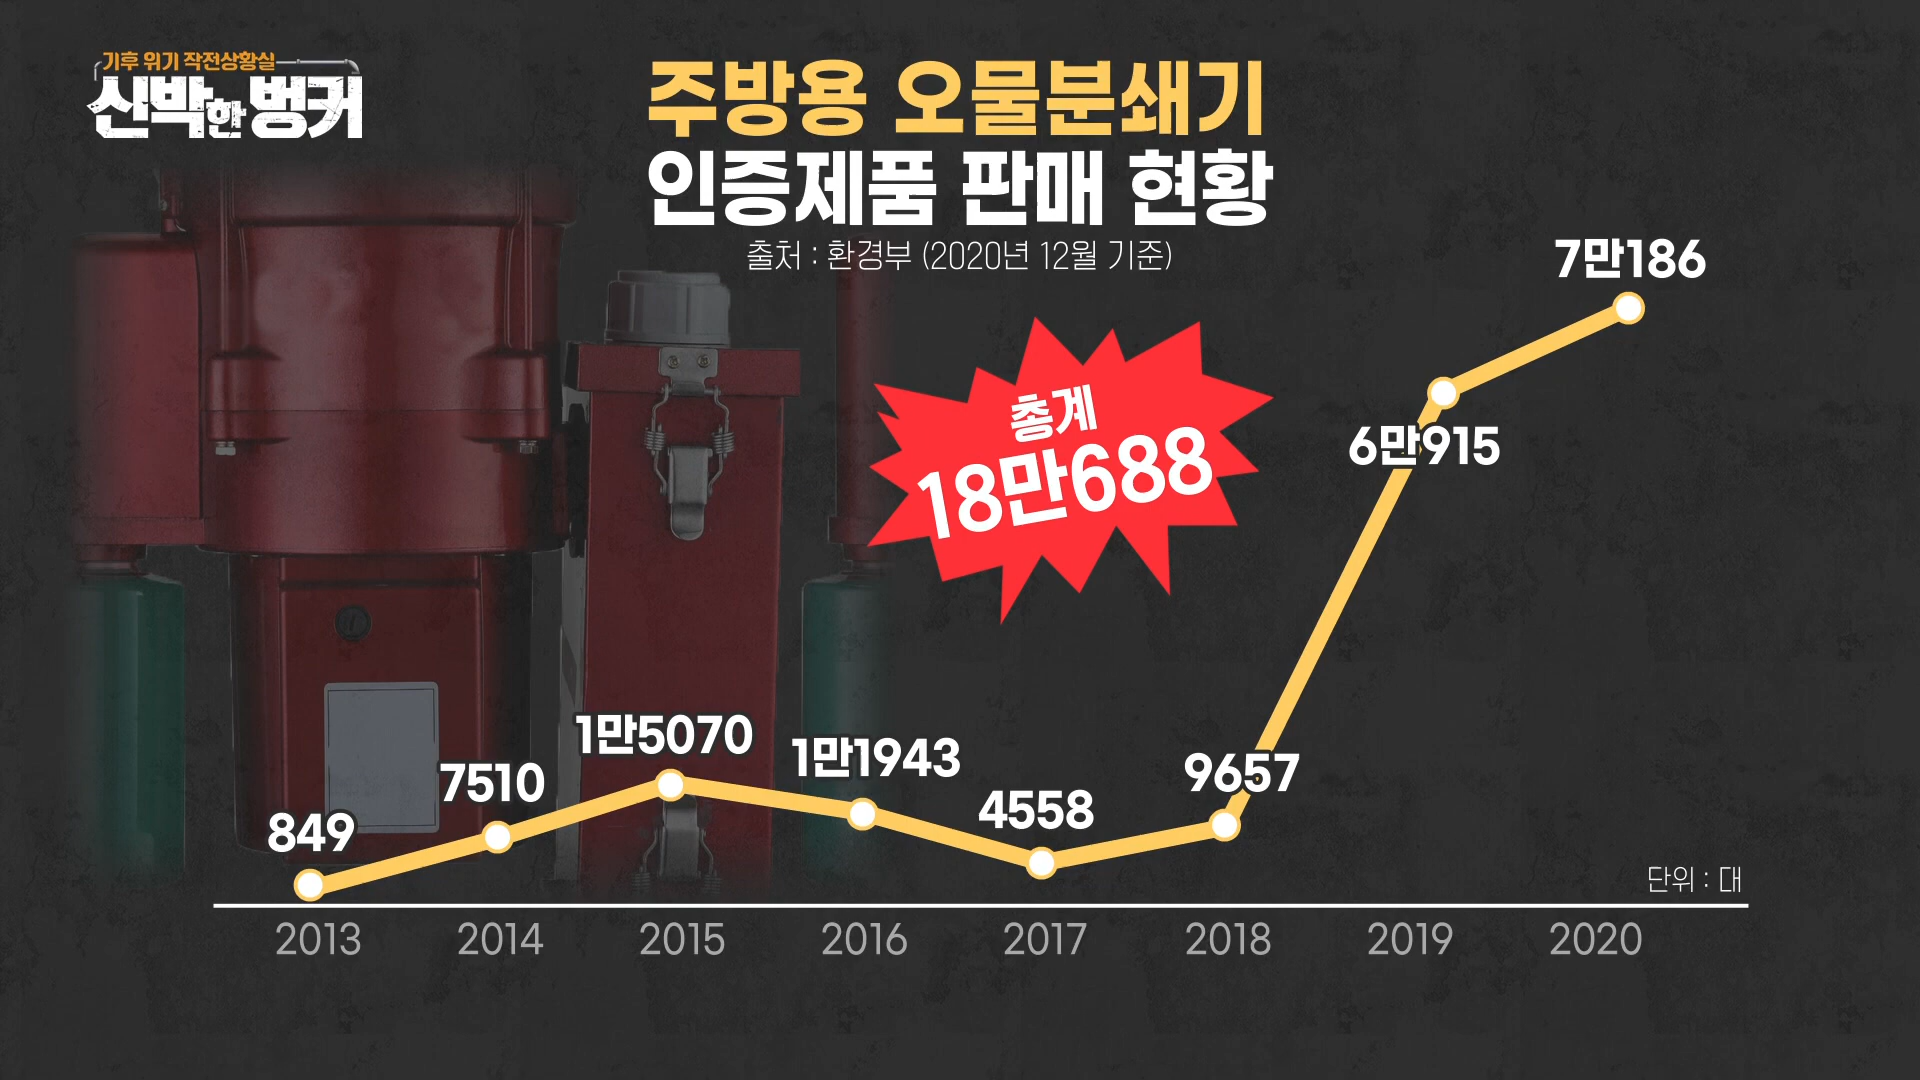 기후 위기 작전상황실
신박한 벙커
주방용 오물분쇄기
인증제품 판매 현황
출처 : 환경부 (2020년 12월 기준)
총계
18만688
849
7510
1만5070
1만1943
4558
9657
6만915
7만186
단위 : 대
2013 2014 2015 2016 2017 2018 2019 2020